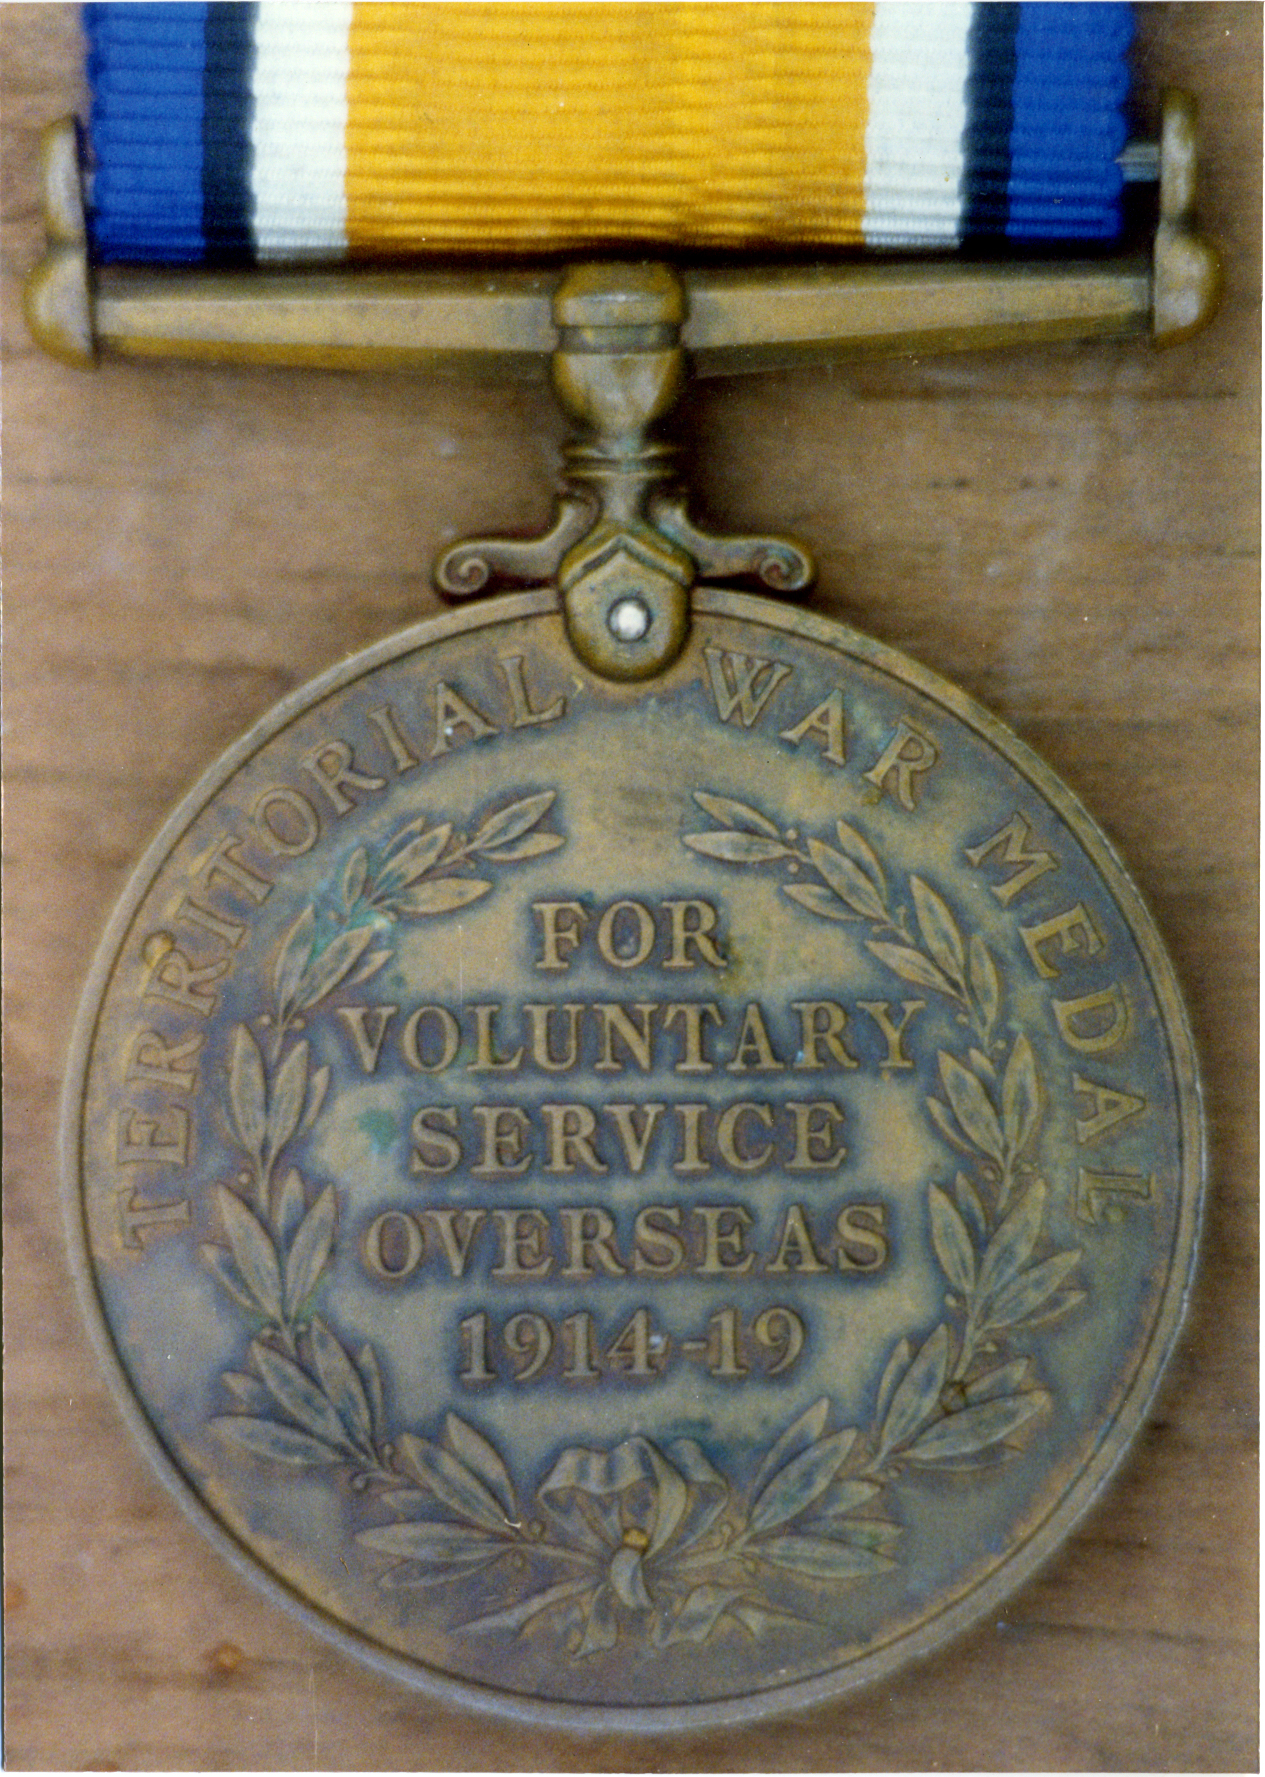 TERRITORIAL WAR MEDAL
FOR
VOLUNTARY
SERVICE
OVERSEAS
1914-19